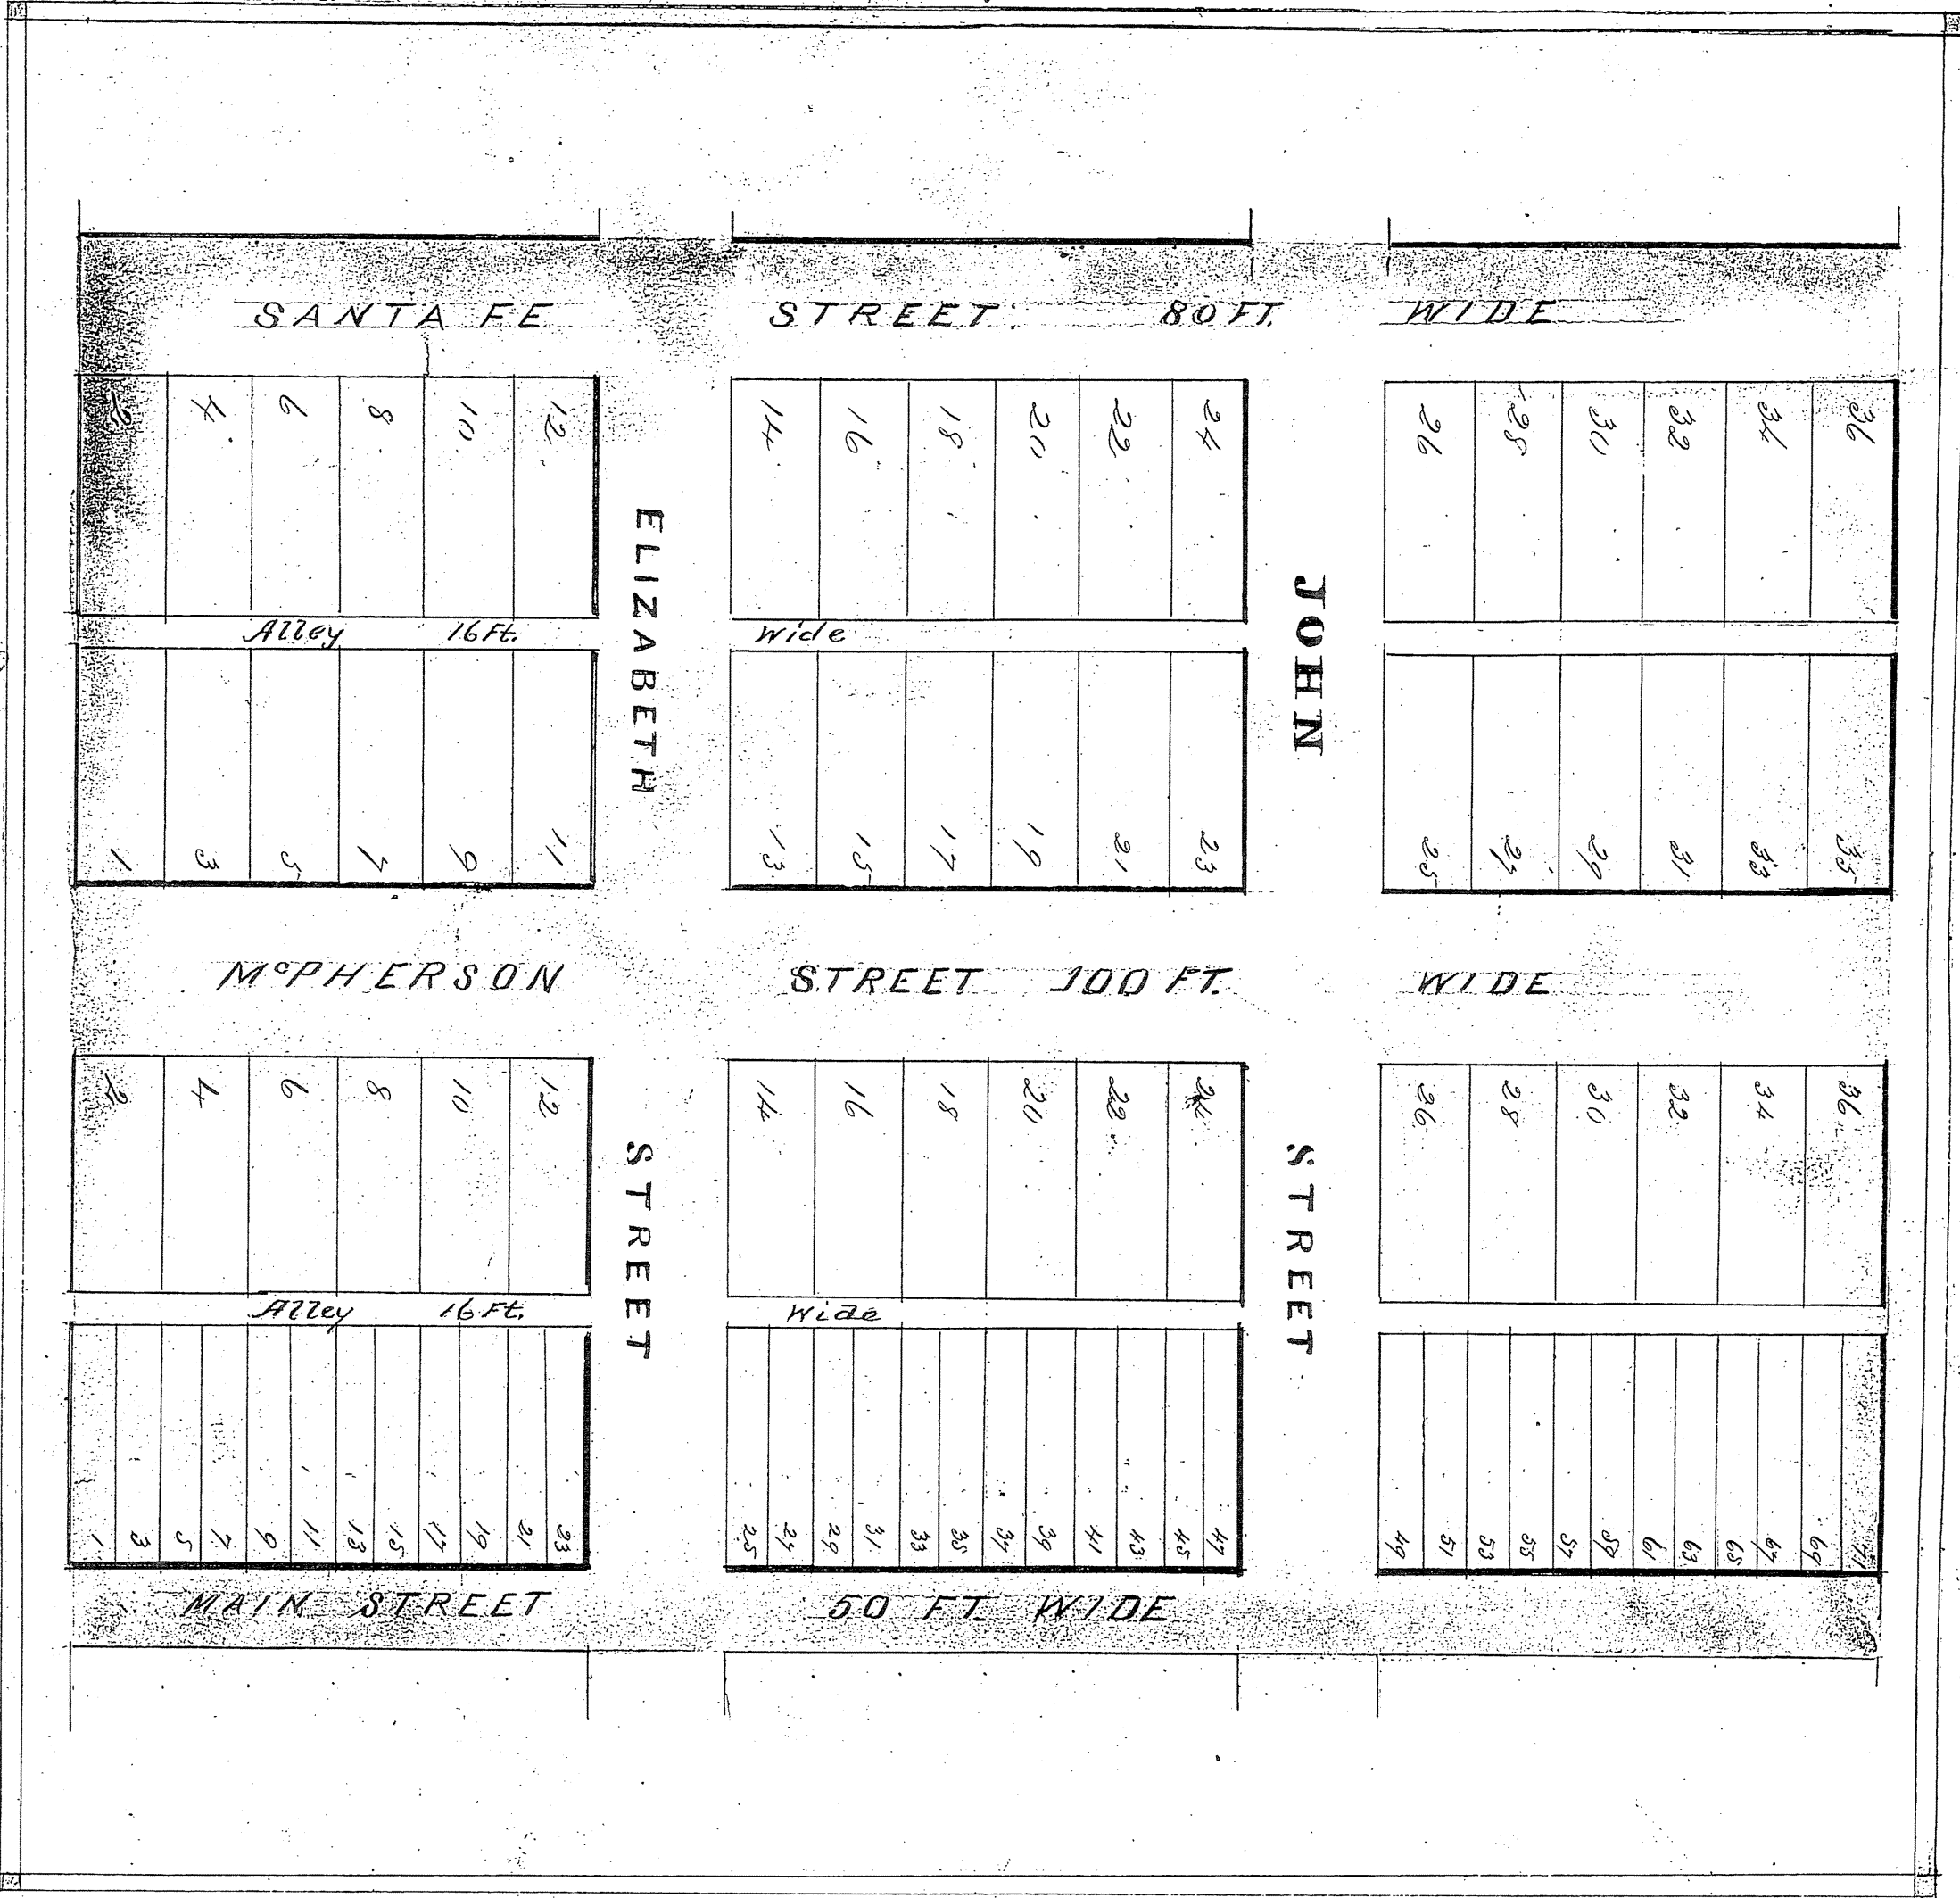 SANTA FE STREET. 80 FT. WIDE
2 4 6 8 10 12 14 16 18 20 22 24 26 28 30 32 34 36
ELIZABETH
JOHN
Alley 16 Ft. Wide
1 3 5 7 9 11 13 15 17 19 21 23 25 27 29 31 33 35
McPHERSON STREET 100 FT. WIDE
2 4 6 8 10 12 14 16 18 20 22 24 26 28 30 32 34 36
STREET
STREET
Alley 16 Ft. Wide
1 3 5 7 9 11 13 15 17 19 21 23 25 27 29 31 33 35 37 39 41 43 45 47 49 51 53 55 57 59 61 63 65 67 69 71
MAIN STREET 50 FT. WIDE